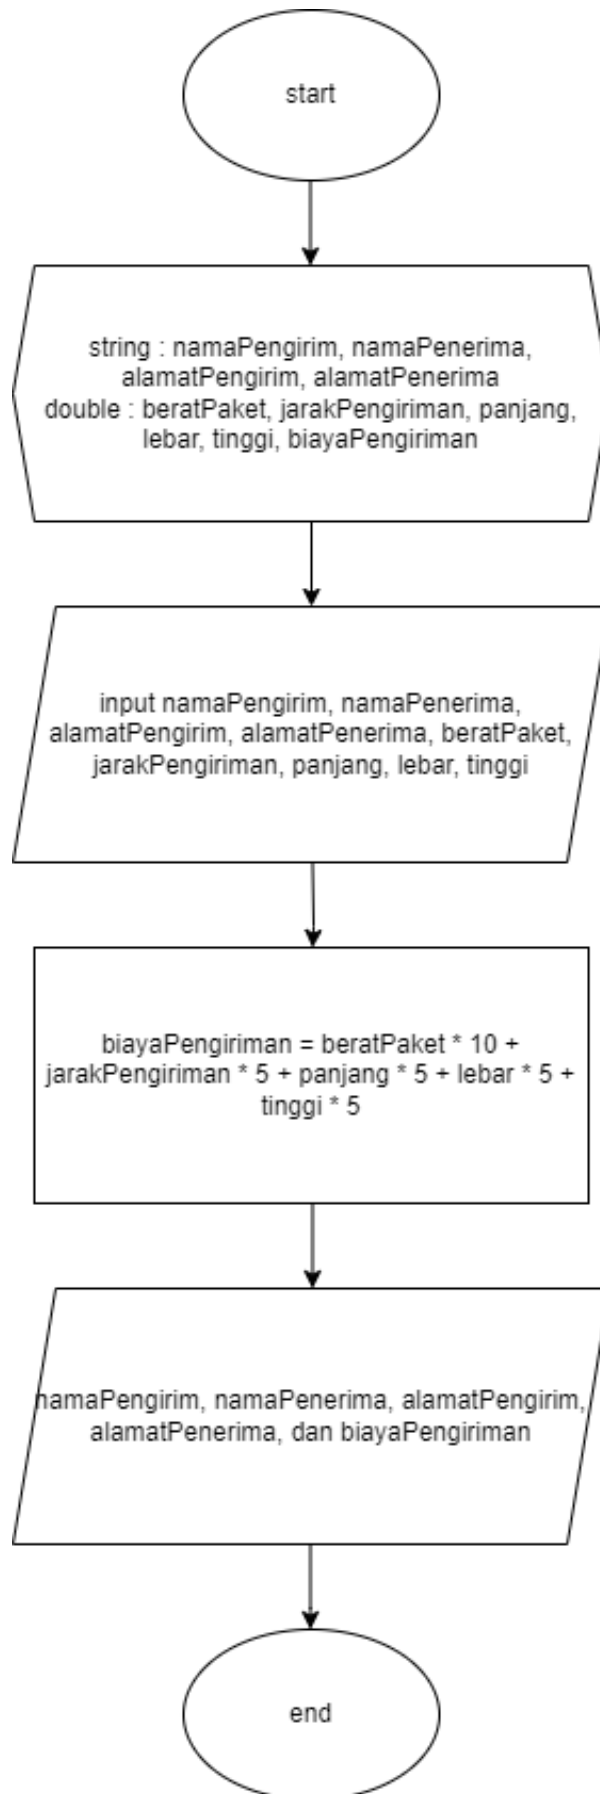 start
string : namaPengirim, namaPenerima,
alamatPengirim, alamatPenerima
double : beratPaket, jarakPengiriman, panjang,
lebar, tinggi, biayaPengiriman
input namaPengirim, namaPenerima,
alamatPengirim, alamatPenerima, beratPaket,
jarakPengiriman, panjang, lebar, tinggi
biayaPengiriman = beratPaket * 10 +
jarakPengiriman * 5 + panjang * 5 + lebar * 5 +
tinggi * 5
namaPengirim, namaPenerima, alamatPengirim,
alamatPenerima, dan biayaPengiriman
end